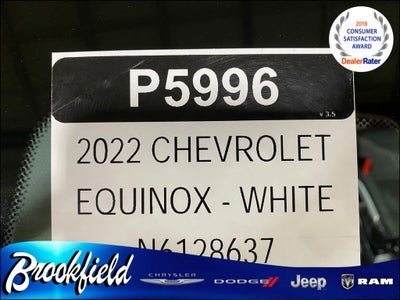 2018
CONSUMER
SATISFACTION
AWARD
DealerRater
P5996
v 3.5
2022 CHEVROLET
EQUINOX - WHITE
N6128637
Brookfield
CHRYSLER
DODGE
Jeep
RAM